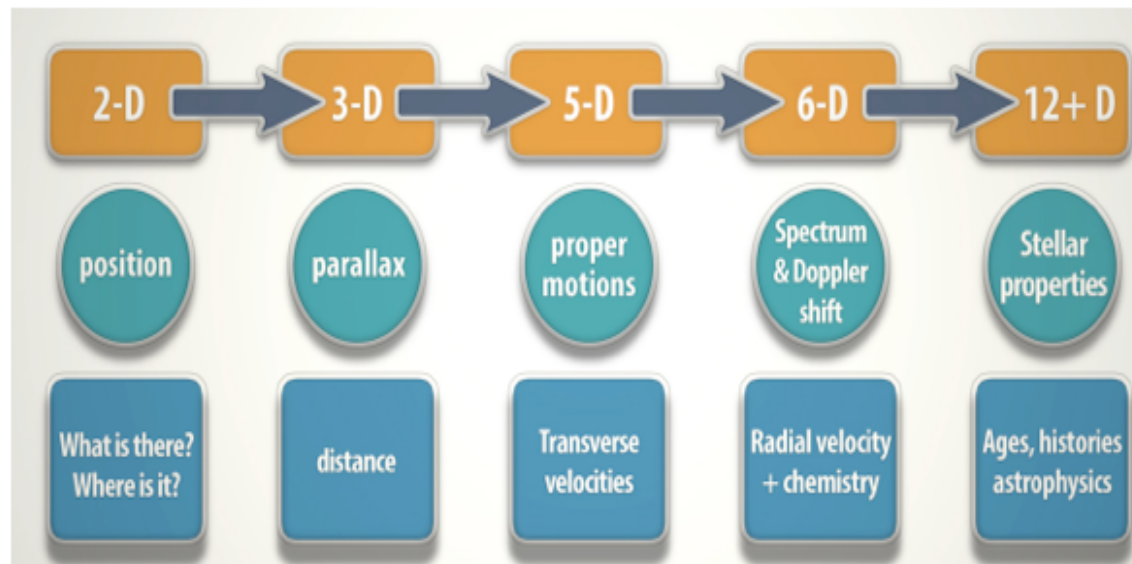 2-D
3-D
5-D
6-D
12+ D
position
parallax
proper
motions
Spectrum
& Doppler
shift
Stellar
properties
What is there?
Where is it?
distance
Transverse
velocities
Radial velocity
+ chemistry
Ages, histories
astrophysics